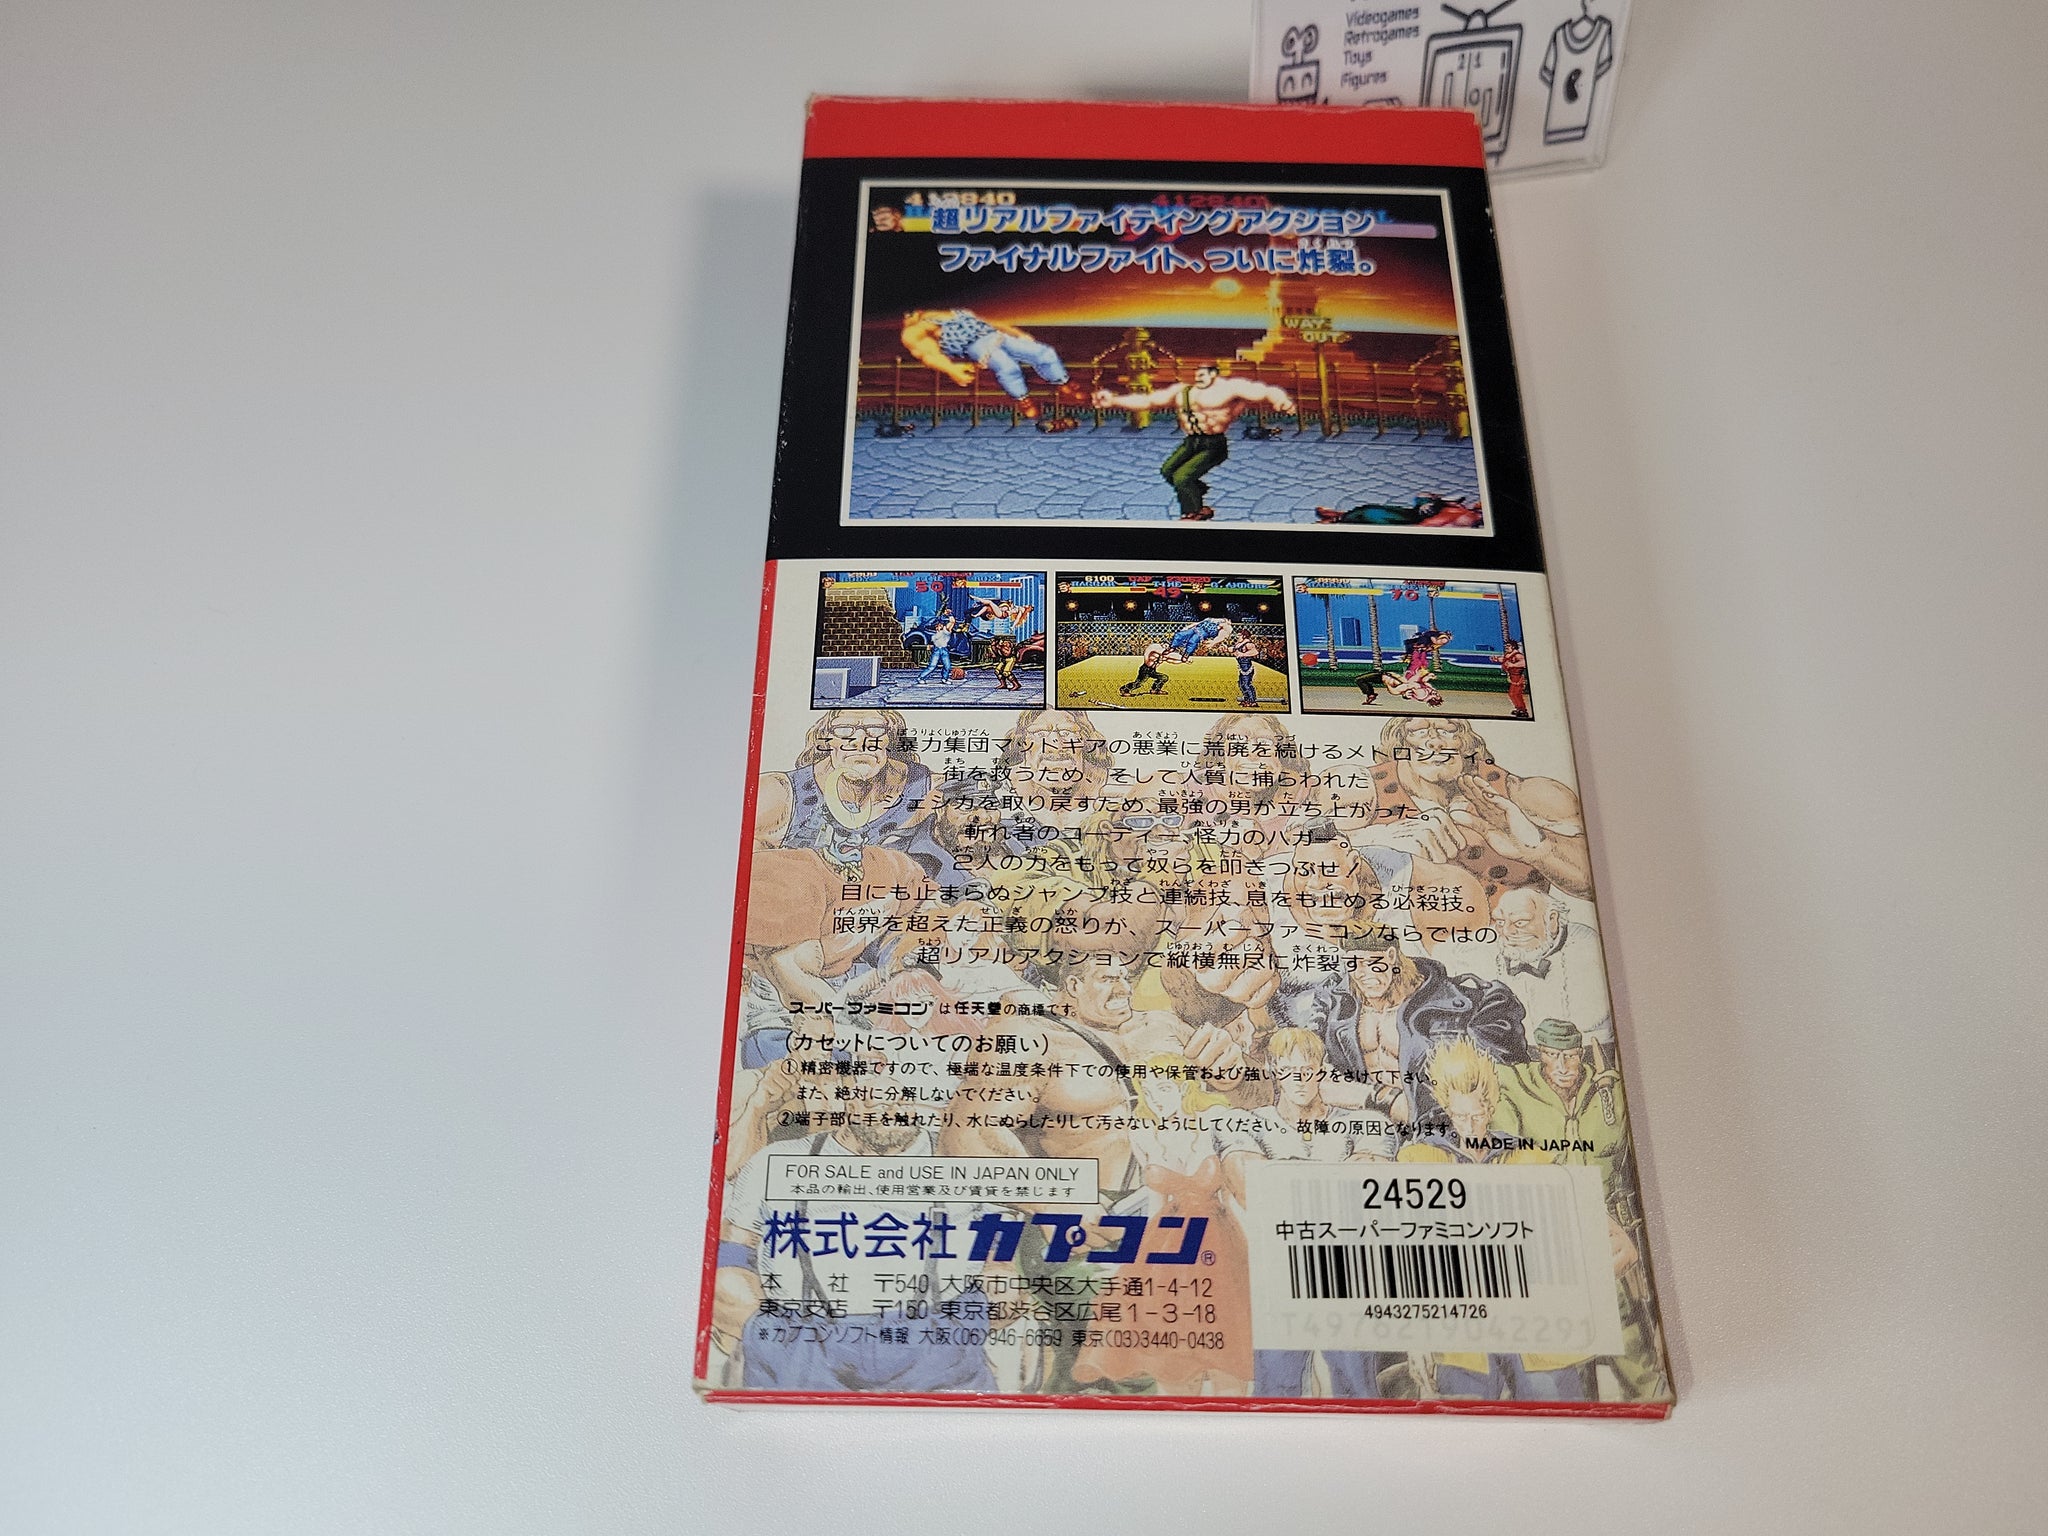 Videogames
Retrogames
Toys
Figures
412840
超リアルファイティングアクション
ファイナルファイト、ついに炸裂。
WAY
OUT
ここは、暴力集団マッドギアの悪業に荒廃を続けるメトロシティ。
街を救うため、そして人質に捕らわれた
ジェシカを取り戻すため、最強の男が立ち上がった。
斬れ者のコーディー、怪力のハガー。
2人の力をもって奴らを叩きつぶせ!
目にも止まらぬジャンプ技と連続技、息をも止める必殺技。
限界を超えた正義の怒りが、スーパーファミコンならではの
超リアルアクションで縦横無尽に炸裂する。
スーパーファミコン®は任天堂の商標です。
(カセットについてのお願い)
①精密機器ですので、極端な温度条件下での使用や保管および強いショックをさけて下さい。
また、絶対に分解しないでください。
②端子部に手を触れたり、水にぬらしたりして汚さないようにしてください。故障の原因となります。
MADE IN JAPAN
FOR SALE and USE IN JAPAN ONLY
本品の輸出、使用営業及び賃貸を禁じます
株式会社カプコン®
本 社 〒540 大阪市中央区大手通1-4-12
東京支店 〒150 東京都渋谷区広尾1-3-18
※カプコンソフト情報 大阪(06)946-6659 東京(03)3440-0438
24529
中古スーパーファミコンソフト
4943275214726